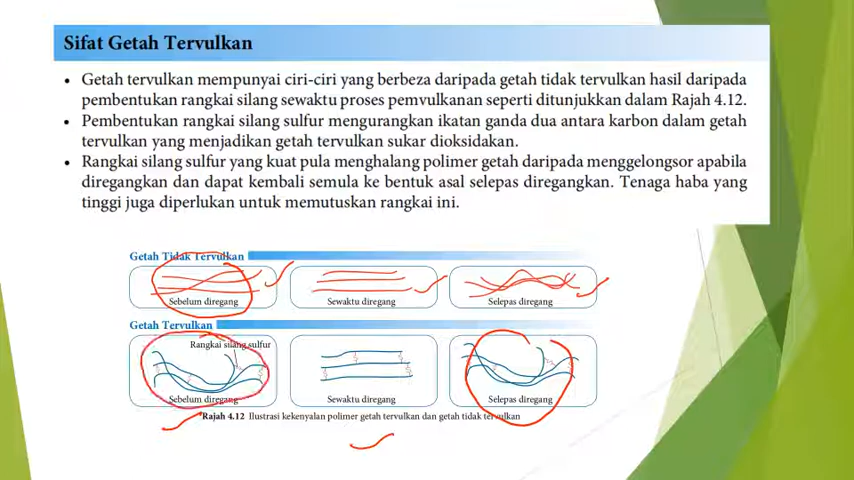 Sifat Getah Tervulkan
• Getah tervulkan mempunyai ciri-ciri yang berbeza daripada getah tidak tervulkan hasil daripada
pembentukan rangkai silang sewaktu proses pemvulkanan seperti ditunjukkan dalam Rajah 4.12.
• Pembentukan rangkai silang sulfur mengurangkan ikatan ganda dua antara karbon dalam getah
tervulkan yang menjadikan getah tervulkan sukar dioksidakan.
• Rangkai silang sulfur yang kuat pula menghalang polimer getah daripada menggelongsor apabila
diregangkan dan dapat kembali semula ke bentuk asal selepas diregangkan. Tenaga haba yang
tinggi juga diperlukan untuk memutuskan rangkai ini.
Getah Tidak Tervulkan
Sebelum diregang
Sewaktu diregang
Selepas diregang
Getah Tervulkan
Rangkai silang sulfur
Sebelum diregang
Sewaktu diregang
Selepas diregang
Rajah 4.12 Ilustrasi kekenyalan polimer getah tervulkan dan getah tidak tervulkan